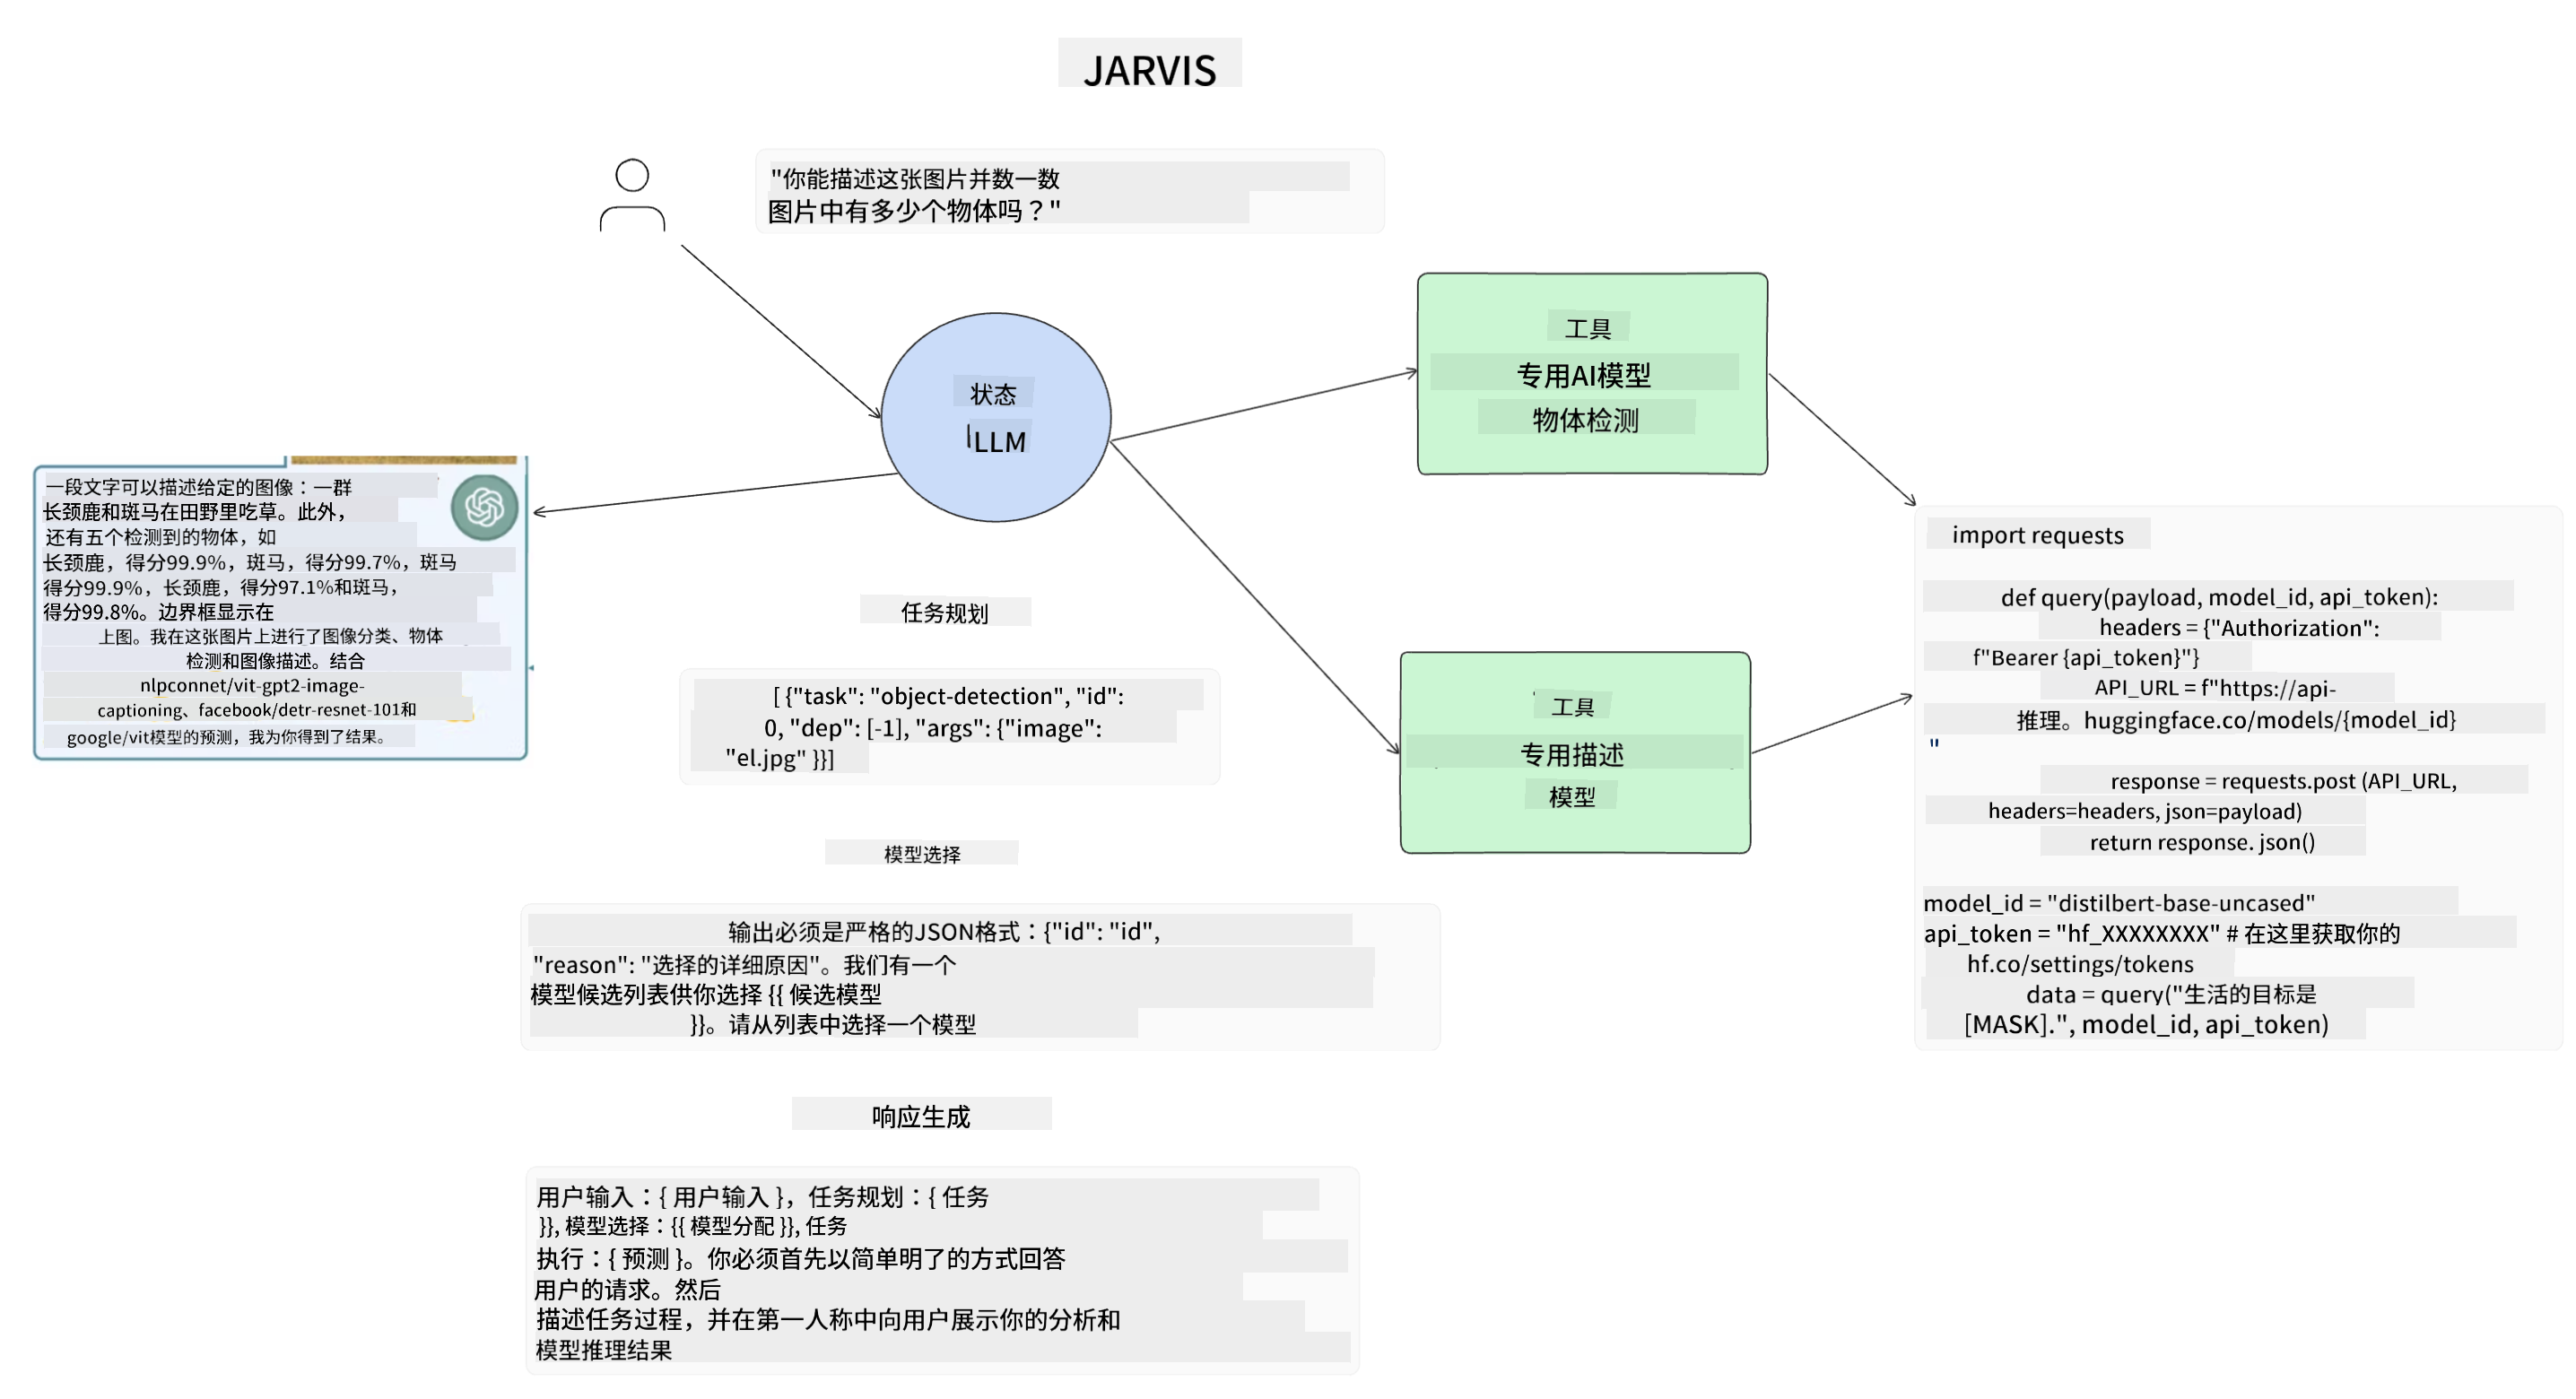 JARVIS
"你能描述这张图片并数一数
图片中有多少个物体吗？"
工具
专用AI模型
物体检测
状态
LLM
一段文字可以描述给定的图像：一群
长颈鹿和斑马在田野里吃草。此外，
还有五个检测到的物体，如
长颈鹿，得分99.9%，斑马，得分99.7%，斑马
得分99.9%，长颈鹿，得分97.1%和斑马，
得分99.8%。边界框显示在
上图。我在这张图片上进行了图像分类、物体
检测和图像描述。结合
nlpconnet/vit-gpt2-image-
captioning、facebook/detr-resnet-101和
google/vit模型的预测，我为你得到了结果。
任务规划
[ {"task": "object-detection", "id":
0, "dep": [-1], "args": {"image":
"el.jpg" }}]
工具
专用描述
模型
import requests
def query(payload, model_id, api_token):
headers = {"Authorization":
f"Bearer {api_token}"}
API_URL = f"https://api-
推理。huggingface.co/models/{model_id}
"
response = requests.post (API_URL,
headers=headers, json=payload)
return response. json()
model_id = "distilbert-base-uncased"
api_token = "hf_XXXXXXXX" # 在这里获取你的
hf.co/settings/tokens
data = query("生活的目标是
[MASK].", model_id, api_token)
模型选择
输出必须是严格的JSON格式：{"id": "id",
"reason": "选择的详细原因"。我们有一个
模型候选列表供你选择 {{ 候选模型
}}。请从列表中选择一个模型
响应生成
用户输入：{ 用户输入 }，任务规划：{ 任务
}}, 模型选择：{{ 模型分配 }}, 任务
执行：{ 预测 }。你必须首先以简单明了的方式回答
用户的请求。然后
描述任务过程，并在第一人称中向用户展示你的分析和
模型推理结果